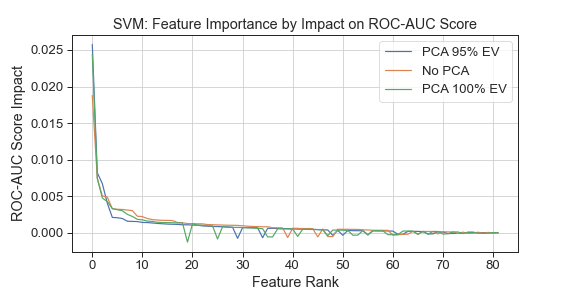 SVM: Feature Importance by Impact on ROC-AUC Score
ROC-AUC Score Impact
0.025
0.020
0.015
0.010
0.005
0.000
PCA 95% EV
No PCA
PCA 100% EV
0 10 20 30 40 50 60 70 80
Feature Rank